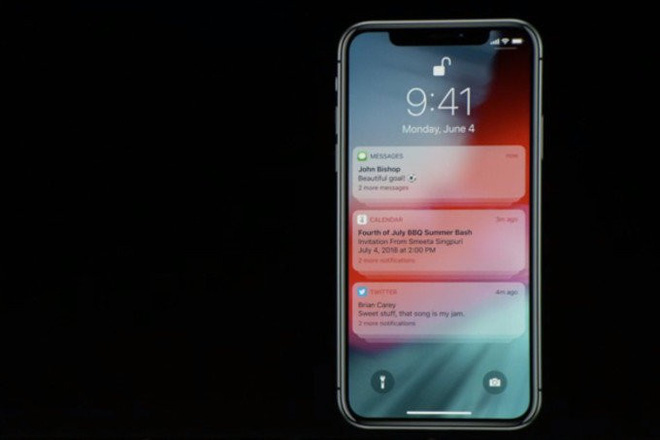 9:41
Monday, June 4
MESSAGES now
John Bishop
Beautiful goal! ⚽
2 more messages
CALENDAR 3m ago
Fourth of July BBQ Summer Bash
Invitation From Smeeta Singpuri
July 4, 2018 at 2:00 PM
2 more notifications
TWITTER 4m ago
Brian Carey
Sweet stuff, that song is my jam.
2 more notifications